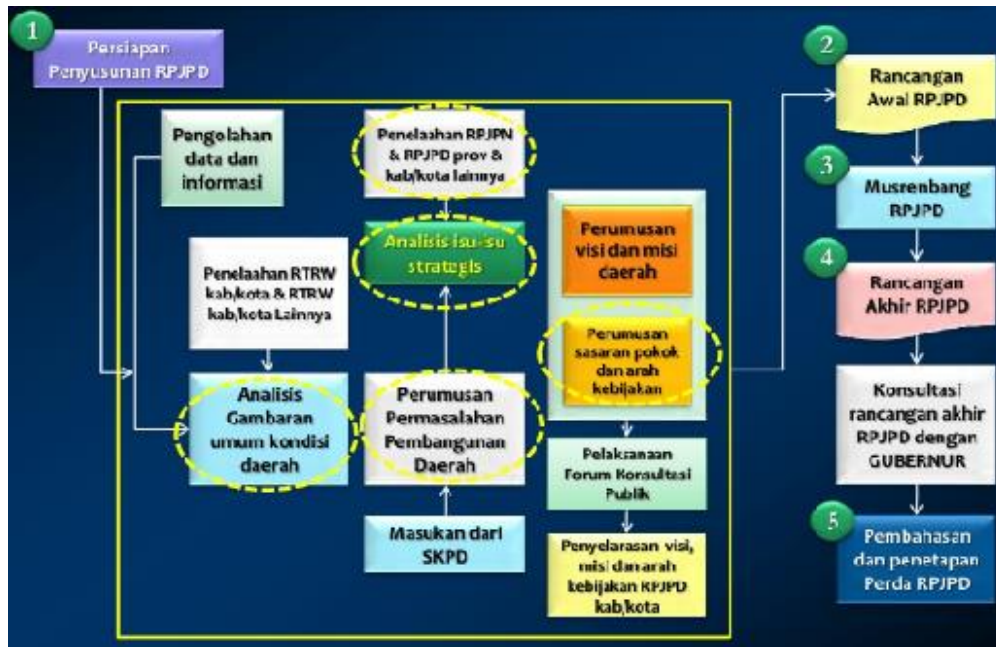 1
Persiapan
Penyusunan RPJPD
Pengolahan
data dan
informasi
Penelaahan RPJPN
& RPJPD prov &
kab/kota lainnya
Analisis isu-isu
strategis
Penelaahan RTRW
kab/kota & RTRW
kab/kota Lainnya
Analisis
Gambaran
umum kondisi
daerah
Perumusan
Permasalahan
Pembangunan
Daerah
Masukan dari
SKPD
Perumusan
visi dan misi
daerah
Perumusan
sasaran pokok
dan arah
kebijakan
Pelaksanaan
Forum Konsultasi
Publik
Penyelarasan visi,
misi dan arah
kebijakan RPJPD
kab/kota
2
Rancangan
Awal RPJPD
3
Musrenbang
RPJPD
4
Rancangan
Akhir RPJPD
Konsultasi
rancangan akhir
RPJPD dengan
GUBERNUR
5
Pembahasan
dan penetapan
Perda RPJPD